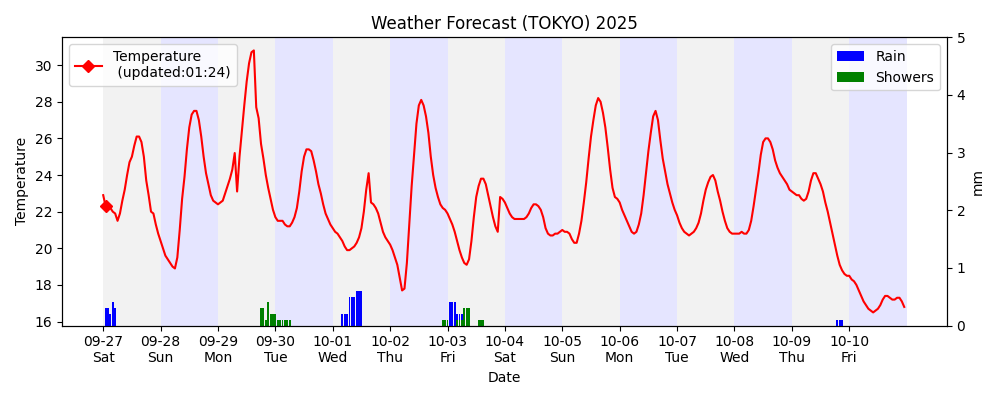 Weather Forecast (TOKYO) 2025
Temperature
(updated:01:24)
Rain
Showers
Temperature
30
28
26
24
22
20
18
16
5
4
3
2
1
0
mm
09-27 09-28 09-29 09-30 10-01 10-02 10-03 10-04 10-05 10-06 10-07 10-08 10-09 10-10
Sat Sun Mon Tue Wed Thu Fri Sat Sun Mon Tue Wed Thu Fri
Date